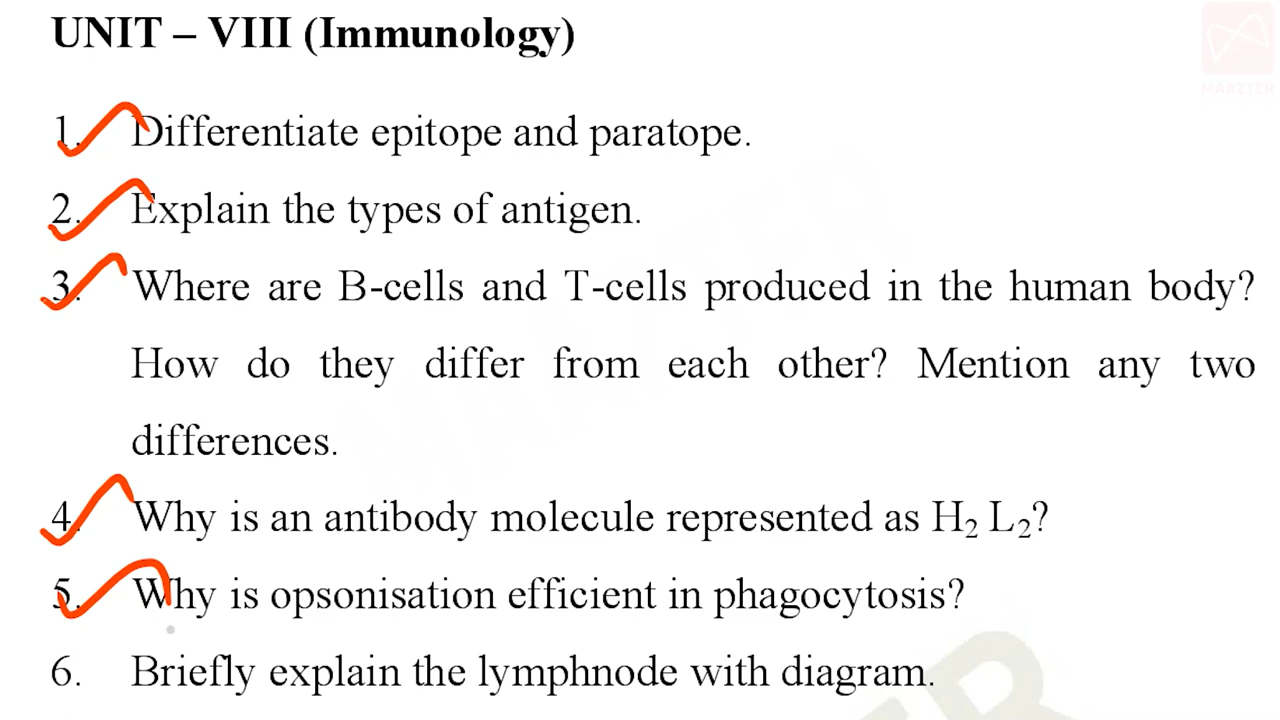 UNIT – VIII (Immunology)
MAAZTER
1. Differentiate epitope and paratope.
2. Explain the types of antigen.
3. Where are B-cells and T-cells produced in the human body?
How do they differ from each other? Mention any two
differences.
4. Why is an antibody molecule represented as H₂ L₂?
5. Why is opsonisation efficient in phagocytosis?
6. Briefly explain the lymphnode with diagram.